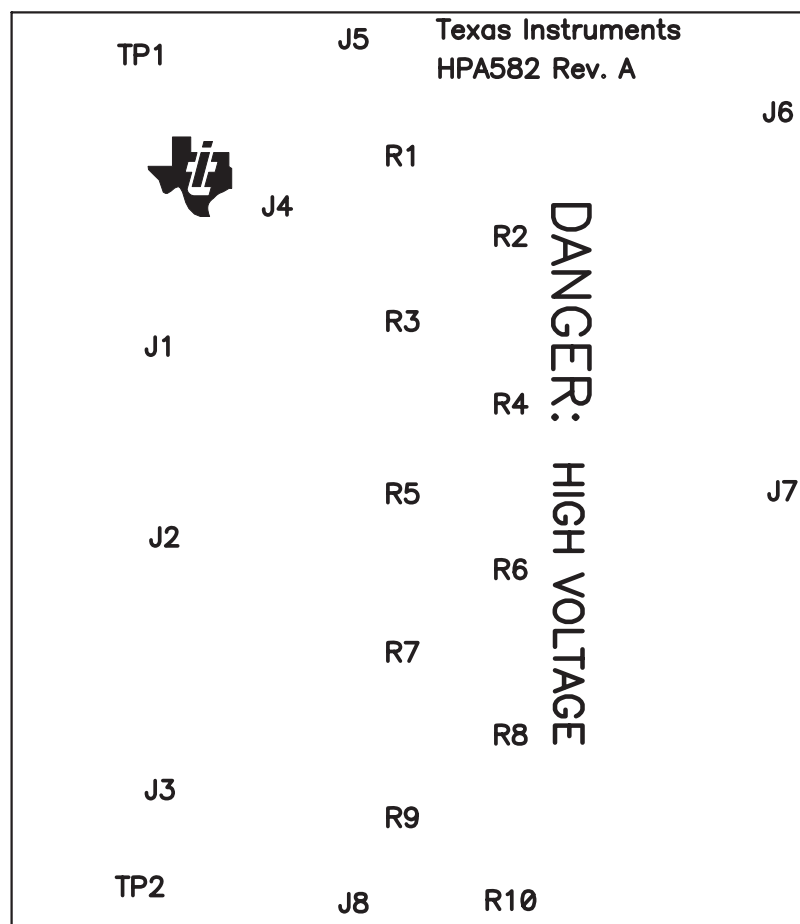 J5
Texas Instruments
TP1
HPA582 Rev. A
J6
R1
J4
R2
DANGER: HIGH VOLTAGE
R3
J1
R4
R5
J7
J2
R6
R7
R8
J3
R9
TP2
J8
R10